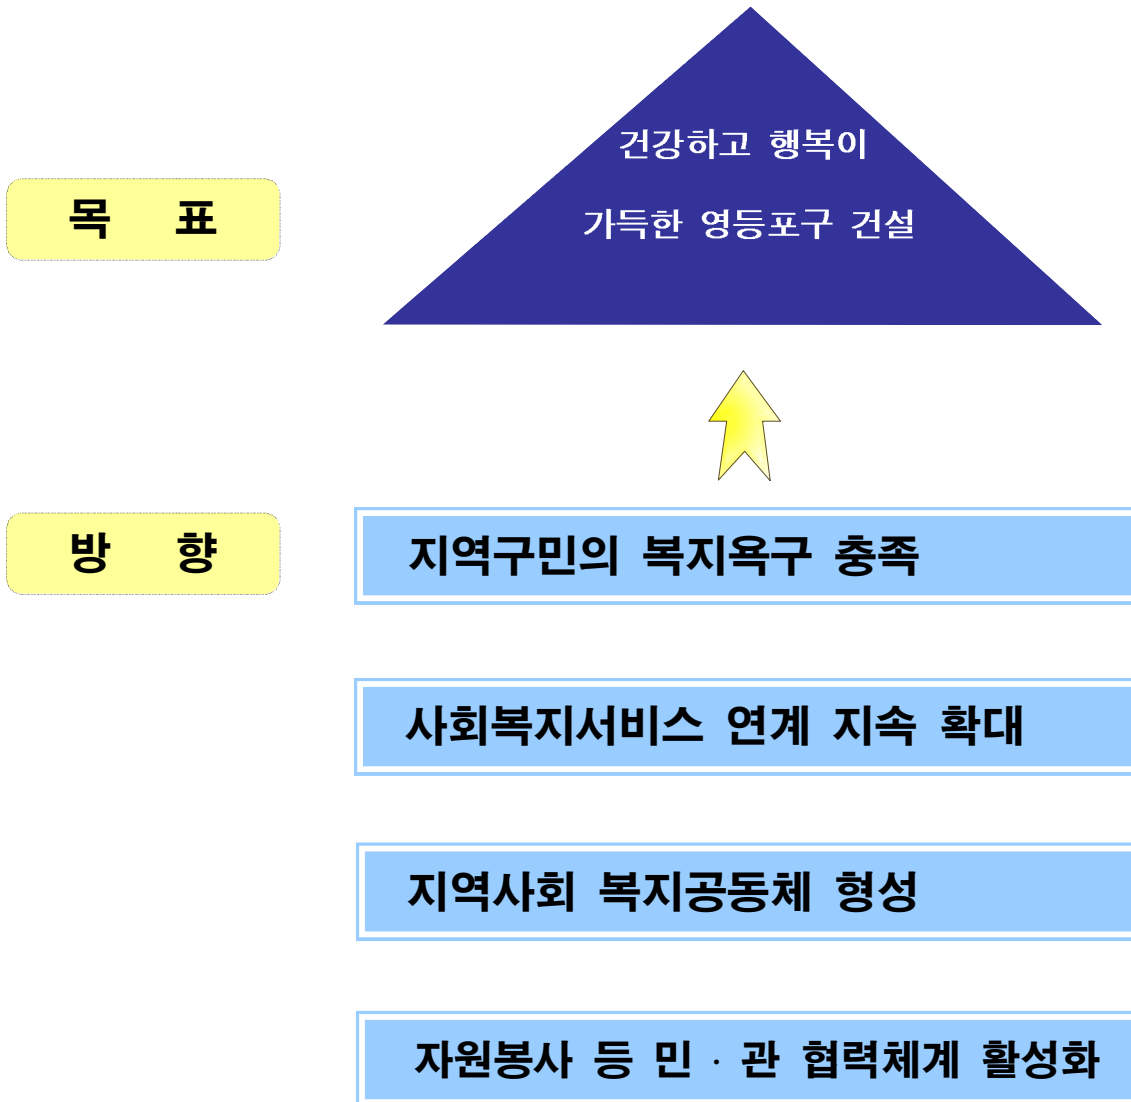 건강하고 행복이
가득한 영등포구 건설
목 표
방 향
지역구민의 복지욕구 충족
사회복지서비스 연계 지속 확대
지역사회 복지공동체 형성
자원봉사 등 민 · 관 협력체계 활성화